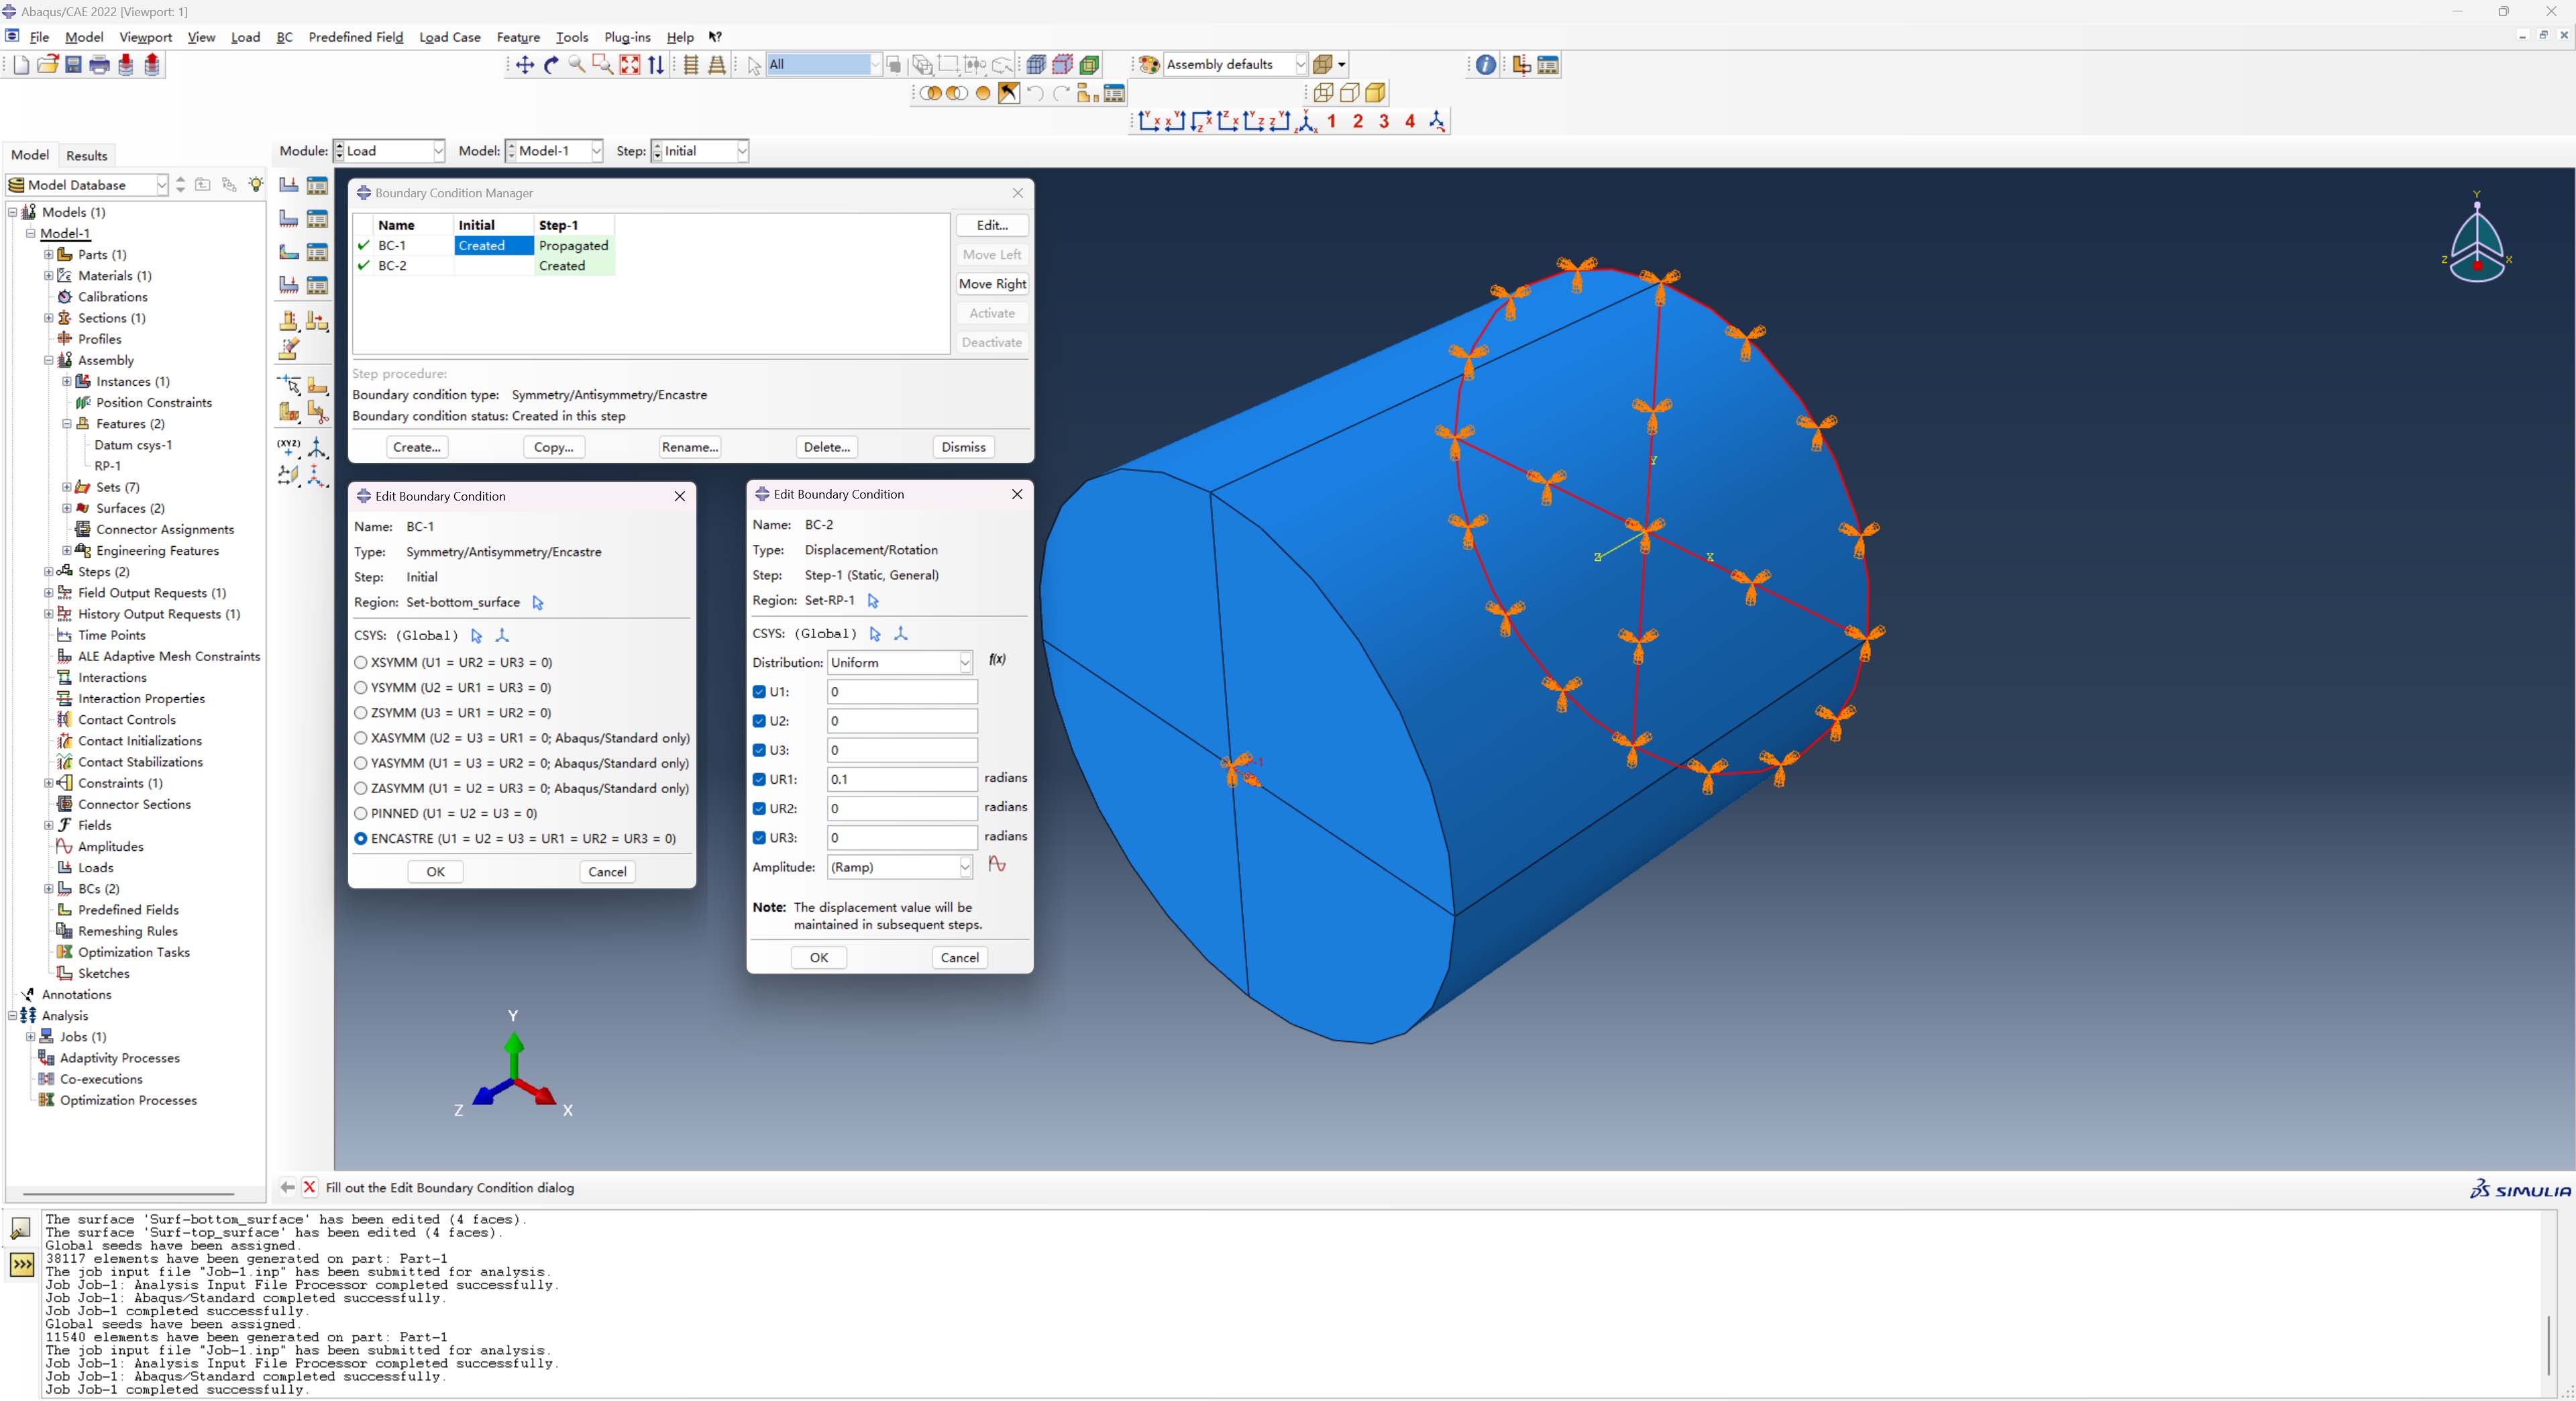 Abaqus/CAE 2022 [Viewport: 1]
File Model Viewport View Load BC Predefined Field Load Case Feature Tools Plug-ins Help
All
Assembly defaults
1 2 3 4
Model Results
Module: Load Model: Model-1 Step: Initial
Model Database
Models (1)
Model-1
Parts (1)
Materials (1)
Calibrations
Sections (1)
Profiles
Assembly
Instances (1)
Position Constraints
Features (2)
Datum csys-1
RP-1
Sets (7)
Surfaces (2)
Connector Assignments
Engineering Features
Steps (2)
Field Output Requests (1)
History Output Requests (1)
Time Points
ALE Adaptive Mesh Constraints
Interactions
Interaction Properties
Contact Controls
Contact Initializations
Contact Stabilizations
Constraints (1)
Connector Sections
Fields
Amplitudes
Loads
BCs (2)
Predefined Fields
Remeshing Rules
Optimization Tasks
Sketches
Annotations
Analysis
Jobs (1)
Adaptivity Processes
Co-executions
Optimization Processes
(XYZ)
Boundary Condition Manager
Name Initial Step-1
BC-1 Created Propagated
BC-2 Created
Edit...
Move Left
Move Right
Activate
Deactivate
Step procedure:
Boundary condition type: Symmetry/Antisymmetry/Encastre
Boundary condition status: Created in this step
Create... Copy... Rename... Delete... Dismiss
Edit Boundary Condition
Name: BC-1
Type: Symmetry/Antisymmetry/Encastre
Step: Initial
Region: Set-bottom_surface
CSYS: (Global)
XSYMM (U1 = UR2 = UR3 = 0)
YSYMM (U2 = UR1 = UR3 = 0)
ZSYMM (U3 = UR1 = UR2 = 0)
XASYMM (U2 = U3 = UR1 = 0; Abaqus/Standard only)
YASYMM (U1 = U3 = UR2 = 0; Abaqus/Standard only)
ZASYMM (U1 = U2 = UR3 = 0; Abaqus/Standard only)
PINNED (U1 = U2 = U3 = 0)
ENCASTRE (U1 = U2 = U3 = UR1 = UR2 = UR3 = 0)
OK Cancel
Edit Boundary Condition
Name: BC-2
Type: Displacement/Rotation
Step: Step-1 (Static, General)
Region: Set-RP-1
CSYS: (Global)
Distribution: Uniform f(x)
U1: 0
U2: 0
U3: 0
UR1: 0.1 radians
UR2: 0 radians
UR3: 0 radians
Amplitude: (Ramp)
Note: The displacement value will be
maintained in subsequent steps.
OK Cancel
Y
Z X
Y
X
Z
Y
Z X
Fill out the Edit Boundary Condition dialog
SIMULIA
The surface 'Surf-bottom_surface' has been edited (4 faces).
The surface 'Surf-top_surface' has been edited (4 faces).
Global seeds have been assigned.
38117 elements have been generated on part: Part-1
The job input file "Job-1.inp" has been submitted for analysis.
Job Job-1: Analysis Input File Processor completed successfully.
Job Job-1: Abaqus/Standard completed successfully.
Job Job-1 completed successfully.
Global seeds have been assigned.
11540 elements have been generated on part: Part-1
The job input file "Job-1.inp" has been submitted for analysis.
Job Job-1: Analysis Input File Processor completed successfully.
Job Job-1: Abaqus/Standard completed successfully.
Job Job-1 completed successfully.